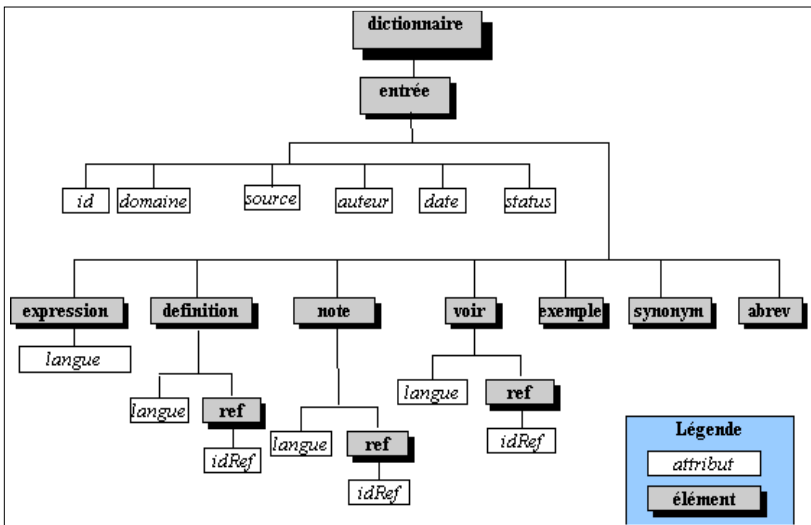 dictionnaire
entrée
id domaine source auteur date status
expression definition note voir exemple synonym abrev
langue
langue ref langue ref langue ref
idRef idRef idRef
Légende
attribut
élément